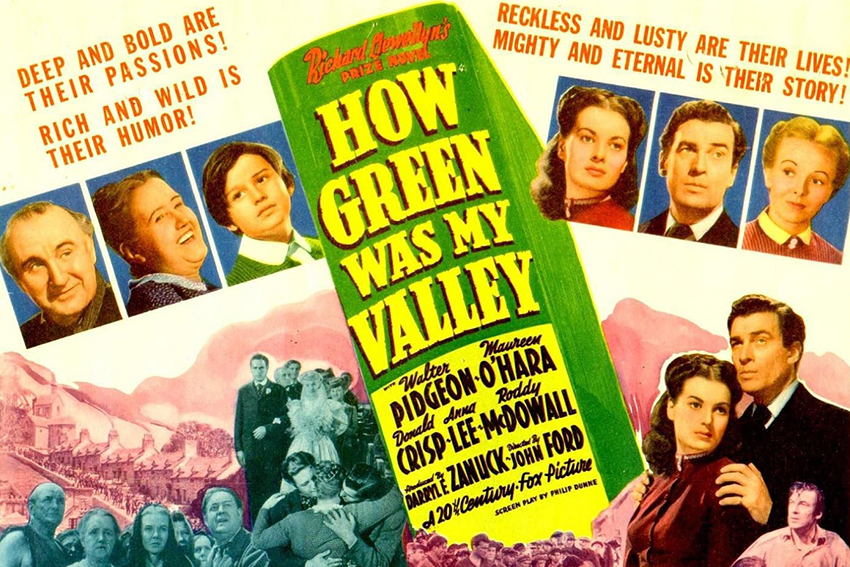 DEEP AND BOLD ARE
THEIR PASSIONS!
RICH AND WILD IS
THEIR HUMOR!
RECKLESS AND LUSTY ARE THEIR LIVES!
MIGHTY AND ETERNAL IS THEIR STORY!
Richard Llewellyn's
PRIZE NOVEL
HOW
GREEN
WAS MY
VALLEY
WITH Walter Maureen
PIDGEON · O'HARA
Donald Anna Roddy
CRISP · LEE · McDOWALL
Produced By Directed By
DARRYL F. ZANUCK · JOHN FORD
A 20th Century-Fox Picture
SCREEN PLAY BY PHILIP DUNNE